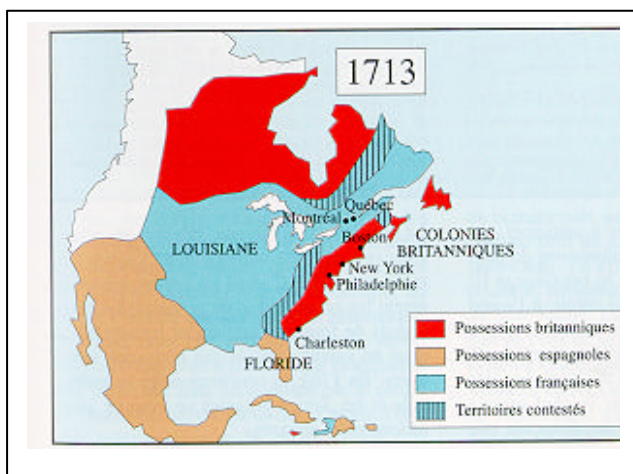 1713
Québec
Montréal
LOUISIANE
Boston
COLONIES
BRITANNIQUES
New York
Philadelphie
Charleston
FLORIDE
Possessions britanniques
Possessions espagnoles
Possessions françaises
Territoires contestés